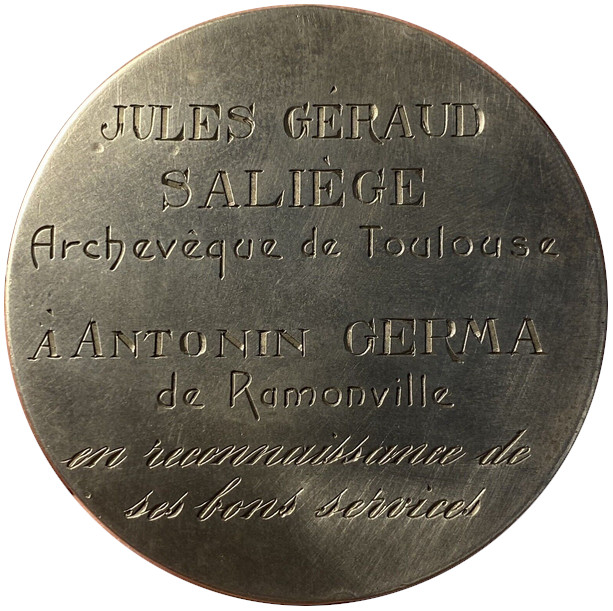 JULES GÉRAUD
SALIÈGE
Archevêque de Toulouse
À ANTONIN GERMA
de Ramonville
en reconnaissance de
ses bons services